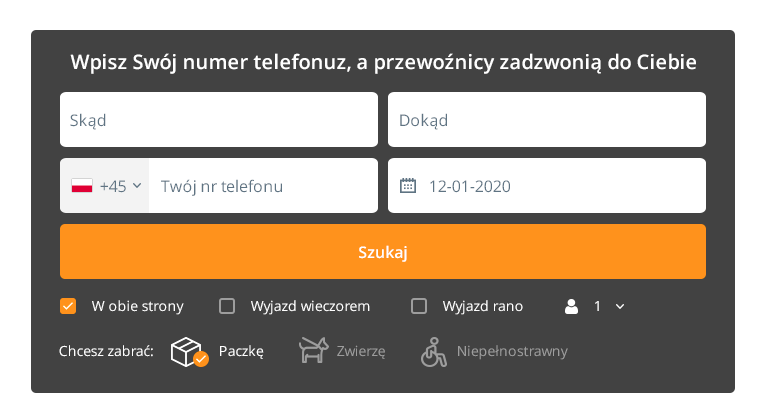 Wpisz Swój numer telefonuz, a przewoźnicy zadzwonią do Ciebie
Skąd
Dokąd
+45
Twój nr telefonu
12-01-2020
Szukaj
W obie strony
Wyjazd wieczorem
Wyjazd rano
1
Chcesz zabrać:
Paczkę
Zwierzę
Niepełnostrawny